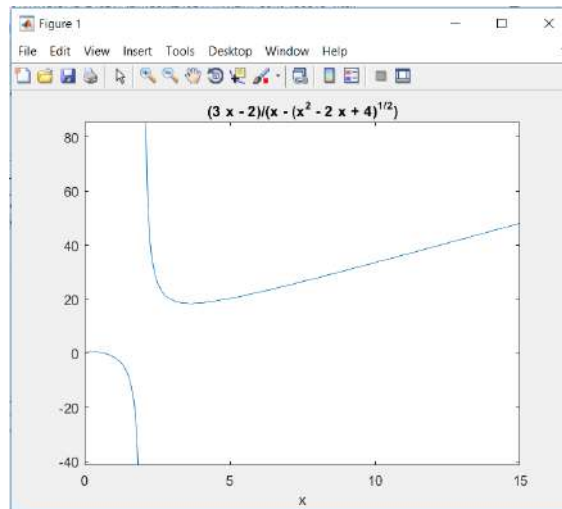 Figure 1
File Edit View Insert Tools Desktop Window Help
(3 x - 2)/(x - (x² - 2 x + 4)^1/2)
80
60
40
20
0
-20
-40
0 5 10 15
x